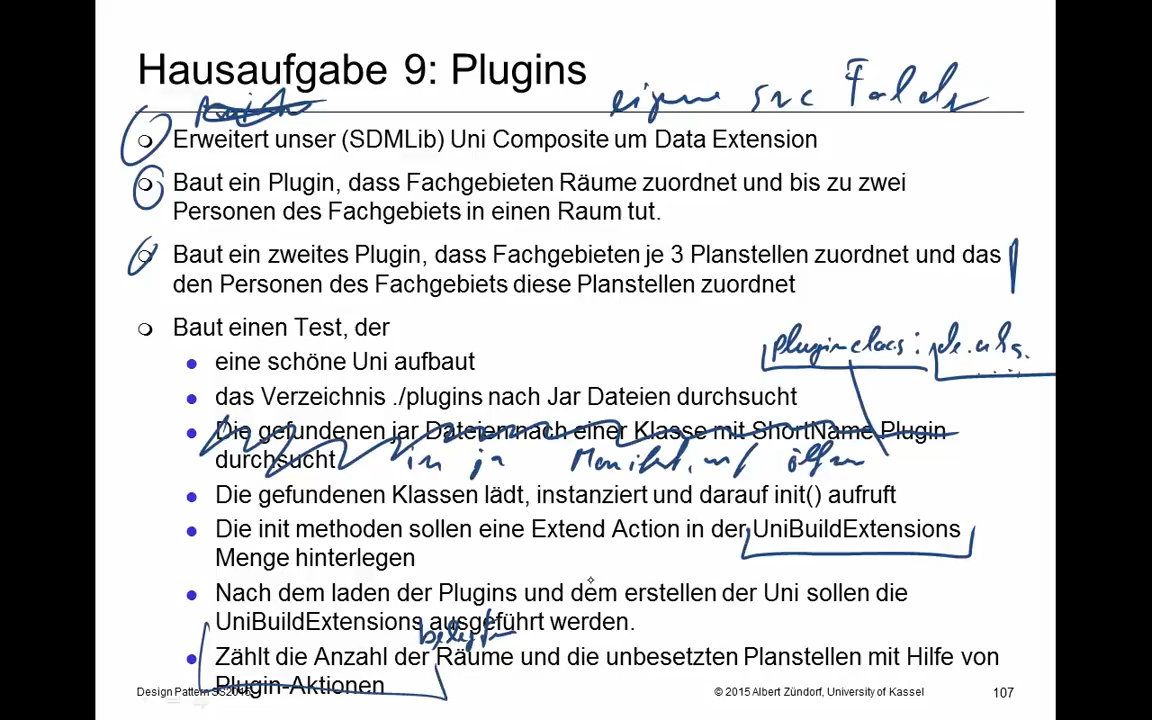 Hausaufgabe 9: Plugins
eigene src Folder
Erweitert unser (SDMLib) Uni Composite um Data Extension
Baut ein Plugin, dass Fachgebieten Räume zuordnet und bis zu zwei
Personen des Fachgebiets in einen Raum tut.
Baut ein zweites Plugin, dass Fachgebieten je 3 Planstellen zuordnet und das
den Personen des Fachgebiets diese Planstellen zuordnet
Baut einen Test, der
pluginclass :
eine schöne Uni aufbaut
das Verzeichnis ./plugins nach Jar Dateien durchsucht
Die gefundenen jar Dateien nach einer Klasse mit ShortName Plugin
durchsucht
in öffnen
Die gefundenen Klassen lädt, instanziert und darauf init() aufruft
Die init methoden sollen eine Extend Action in der UniBuildExtensions
Menge hinterlegen
Nach dem laden der Plugins und dem erstellen der Uni sollen die
UniBuildExtensions ausgeführt werden.
belegten
Zählt die Anzahl der Räume und die unbesetzten Planstellen mit Hilfe von
Plugin-Aktionen
© 2015 Albert Zündorf, University of Kassel
107